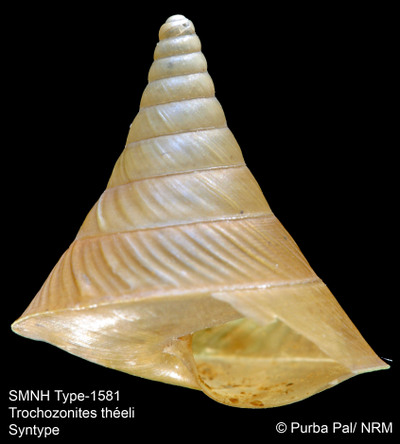 SMNH Type-1581
Trochozonites théeli
Syntype
© Purba Pal/ NRM